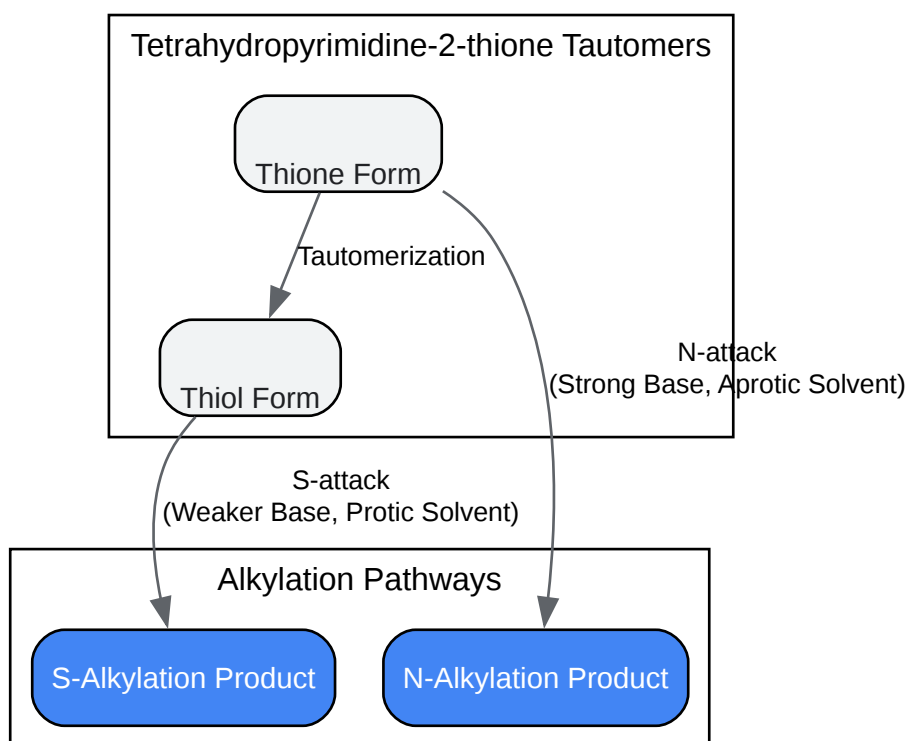 Tetrahydropyrimidine-2-thione Tautomers
Thione Form
Tautomerization
Thiol Form
N-attack
(Strong Base, Aprotic Solvent)
S-attack
(Weaker Base, Protic Solvent)
Alkylation Pathways
S-Alkylation Product
N-Alkylation Product